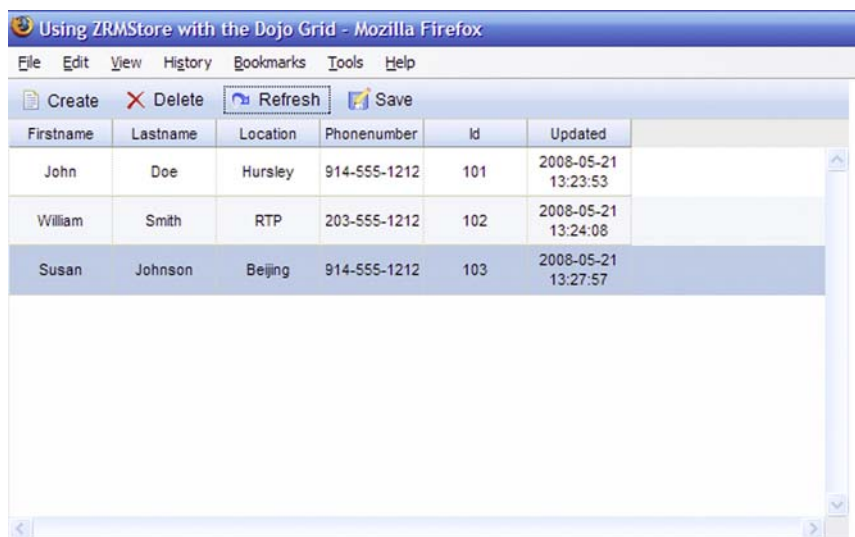 Using ZRMStore with the Dojo Grid - Mozilla Firefox
File Edit View History Bookmarks Tools Help
Create Delete Refresh Save
Firstname Lastname Location Phonenumber Id Updated
John Doe Hursley 914-555-1212 101 2008-05-21
13:23:53
William Smith RTP 203-555-1212 102 2008-05-21
13:24:08
Susan Johnson Beijing 914-555-1212 103 2008-05-21
13:27:57